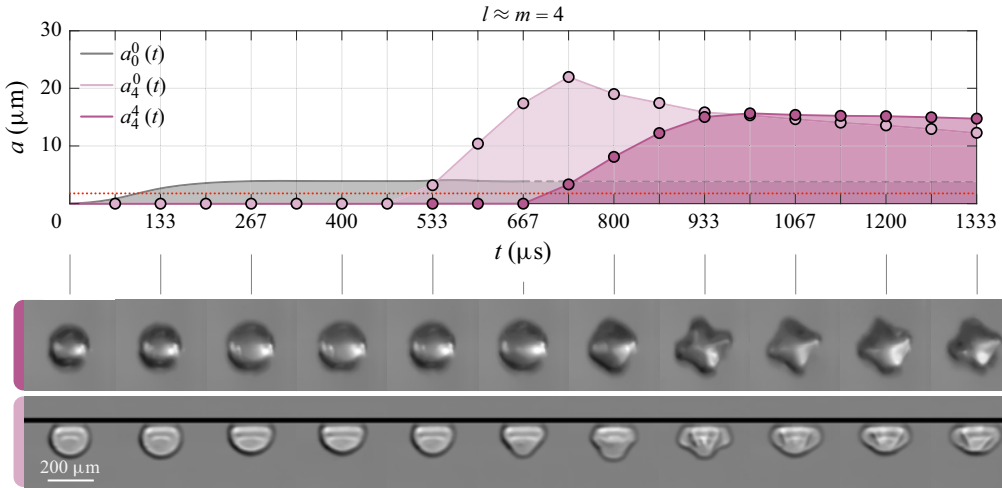 l ≈ m = 4
30
20
10
a (μm)
a₀⁰ (t)
a₄⁰ (t)
a₄⁴ (t)
0 133 267 400 533 667 800 933 1067 1200 1333
t (μs)
200 μm